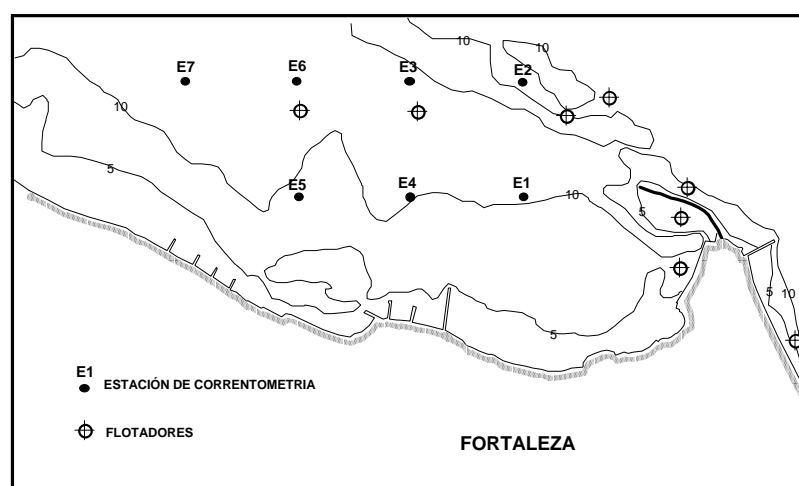 10
10
E7
E6
E3
E2
10
5
E5
E4
E1
10
5
5
10
5
E1
ESTACIÓN DE CORRENTOMETRIA
FLOTADORES
FORTALEZA